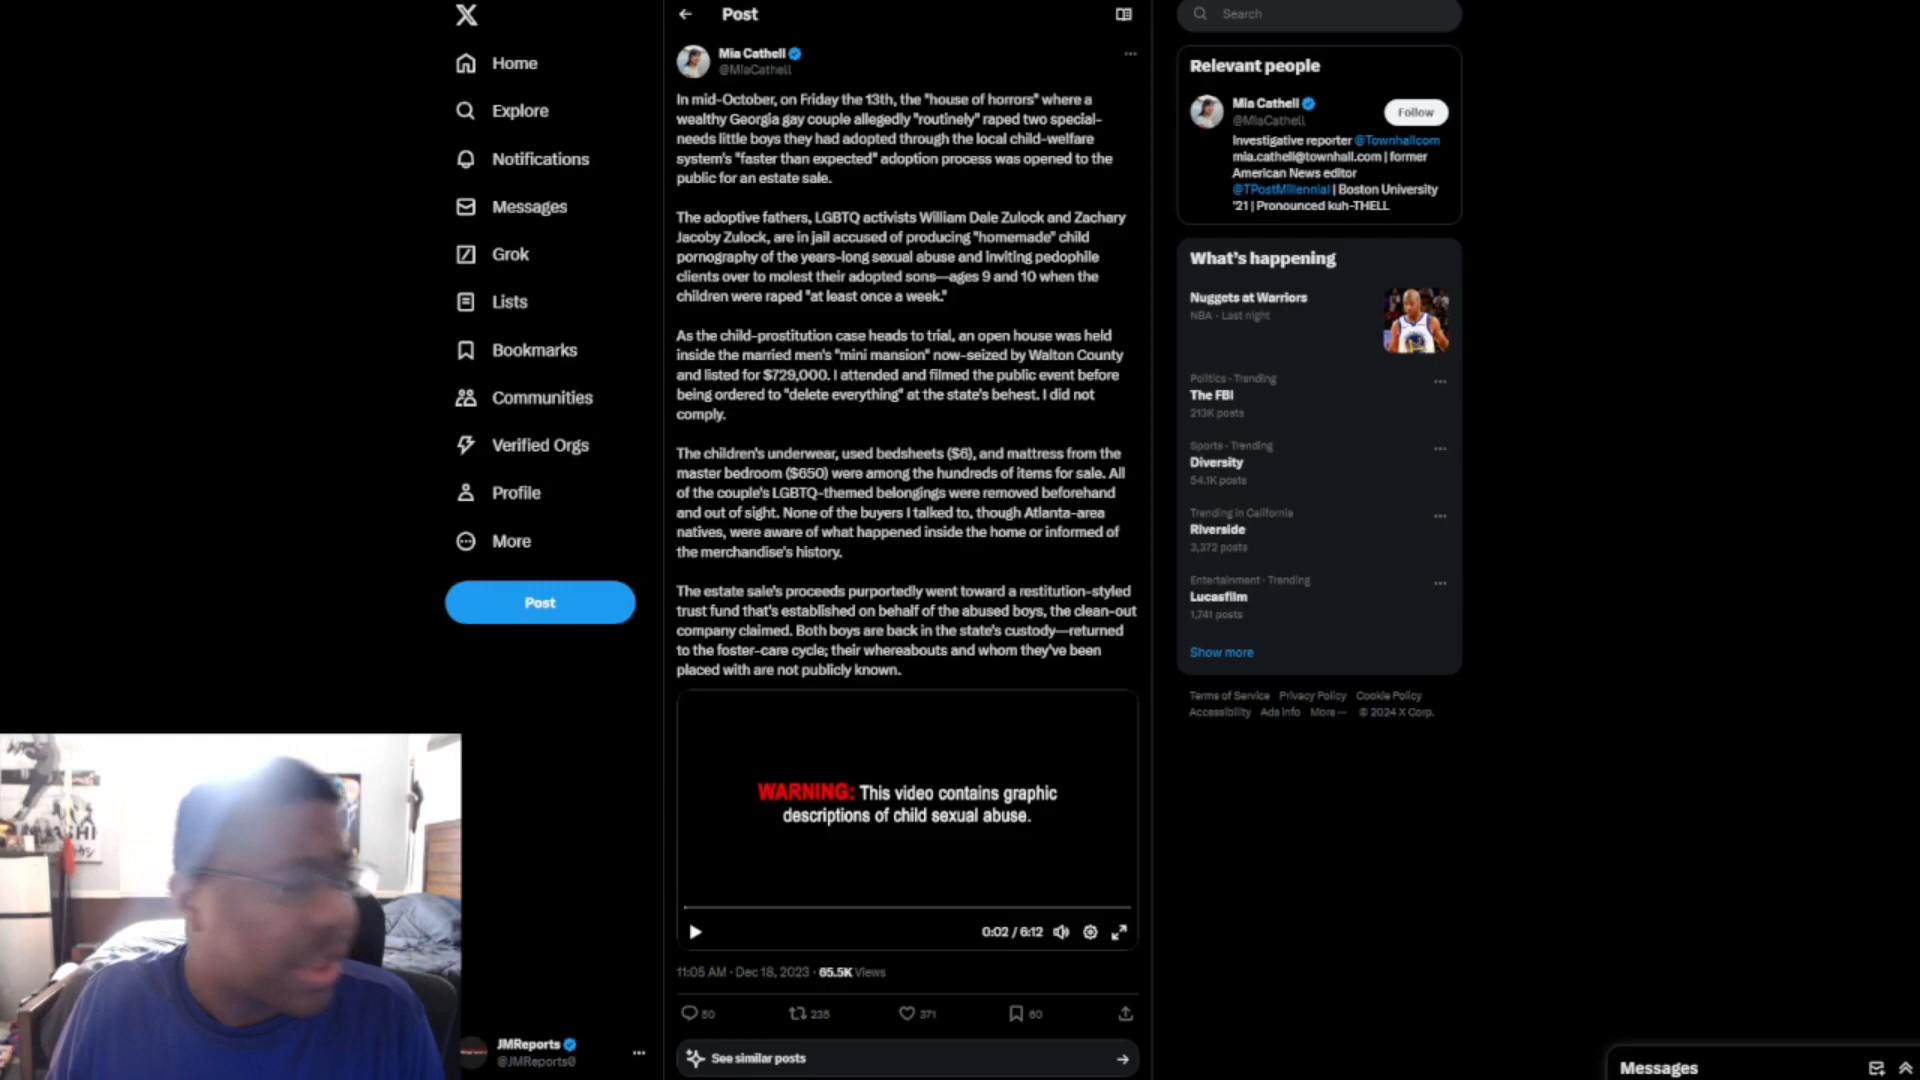 Home
Explore
Notifications
Messages
Grok
Lists
Bookmarks
Communities
Verified Orgs
Profile
More
Post
JMReports
@JMReports0
Post
Mia Cathell
@MiaCathell
In mid-October, on Friday the 13th, the "house of horrors" where a
wealthy Georgia gay couple allegedly "routinely" raped two special-
needs little boys they had adopted through the local child-welfare
system's "faster than expected" adoption process was opened to the
public for an estate sale.
The adoptive fathers, LGBTQ activists William Dale Zulock and Zachary
Jacoby Zulock, are in jail accused of producing "homemade" child
pornography of the years-long sexual abuse and inviting pedophile
clients over to molest their adopted sons—ages 9 and 10 when the
children were raped "at least once a week."
As the child-prostitution case heads to trial, an open house was held
inside the married men's "mini mansion" now-seized by Walton County
and listed for $729,000. I attended and filmed the public event before
being ordered to "delete everything" at the state's behest. I did not
comply.
The children's underwear, used bedsheets ($6), and mattress from the
master bedroom ($650) were among the hundreds of items for sale. All
of the couple's LGBTQ-themed belongings were removed beforehand
and out of sight. None of the buyers I talked to, though Atlanta-area
natives, were aware of what happened inside the home or informed of
the merchandise's history.
The estate sale's proceeds purportedly went toward a restitution-styled
trust fund that's established on behalf of the abused boys, the clean-out
company claimed. Both boys are back in the state's custody—returned
to the foster-care cycle; their whereabouts and whom they've been
placed with are not publicly known.
WARNING: This video contains graphic
descriptions of child sexual abuse.
0:02 / 6:12
11:05 AM · Dec 18, 2023 · 65.5K Views
50 235 371 60
See similar posts
Search
Relevant people
Mia Cathell
@MiaCathell
Follow
Investigative reporter @Townhallcom
mia.cathell@townhall.com | former
American News editor
@TPostMillennial | Boston University
'21 | Pronounced kuh-THELL
What's happening
Nuggets at Warriors
NBA · Last night
Politics · Trending
The FBI
213K posts
Sports · Trending
Diversity
54.1K posts
Trending in California
Riverside
3,372 posts
Entertainment · Trending
Lucasfilm
1,741 posts
Show more
Terms of Service Privacy Policy Cookie Policy
Accessibility Ads info More ··· © 2024 X Corp.
Messages